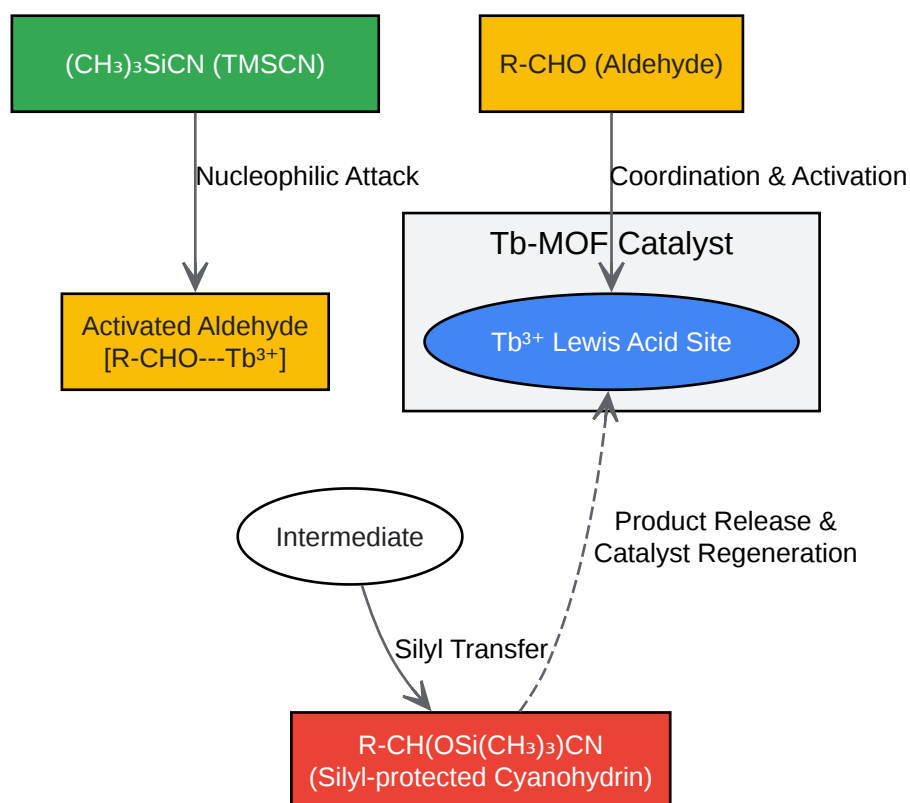 (CH₃)₃SiCN (TMSCN)
R-CHO (Aldehyde)
Nucleophilic Attack
Coordination & Activation
Tb-MOF Catalyst
Activated Aldehyde
[R-CHO---Tb³⁺]
Tb³⁺ Lewis Acid Site
Intermediate
Product Release &
Catalyst Regeneration
Silyl Transfer
R-CH(OSi(CH₃)₃)CN
(Silyl-protected Cyanohydrin)